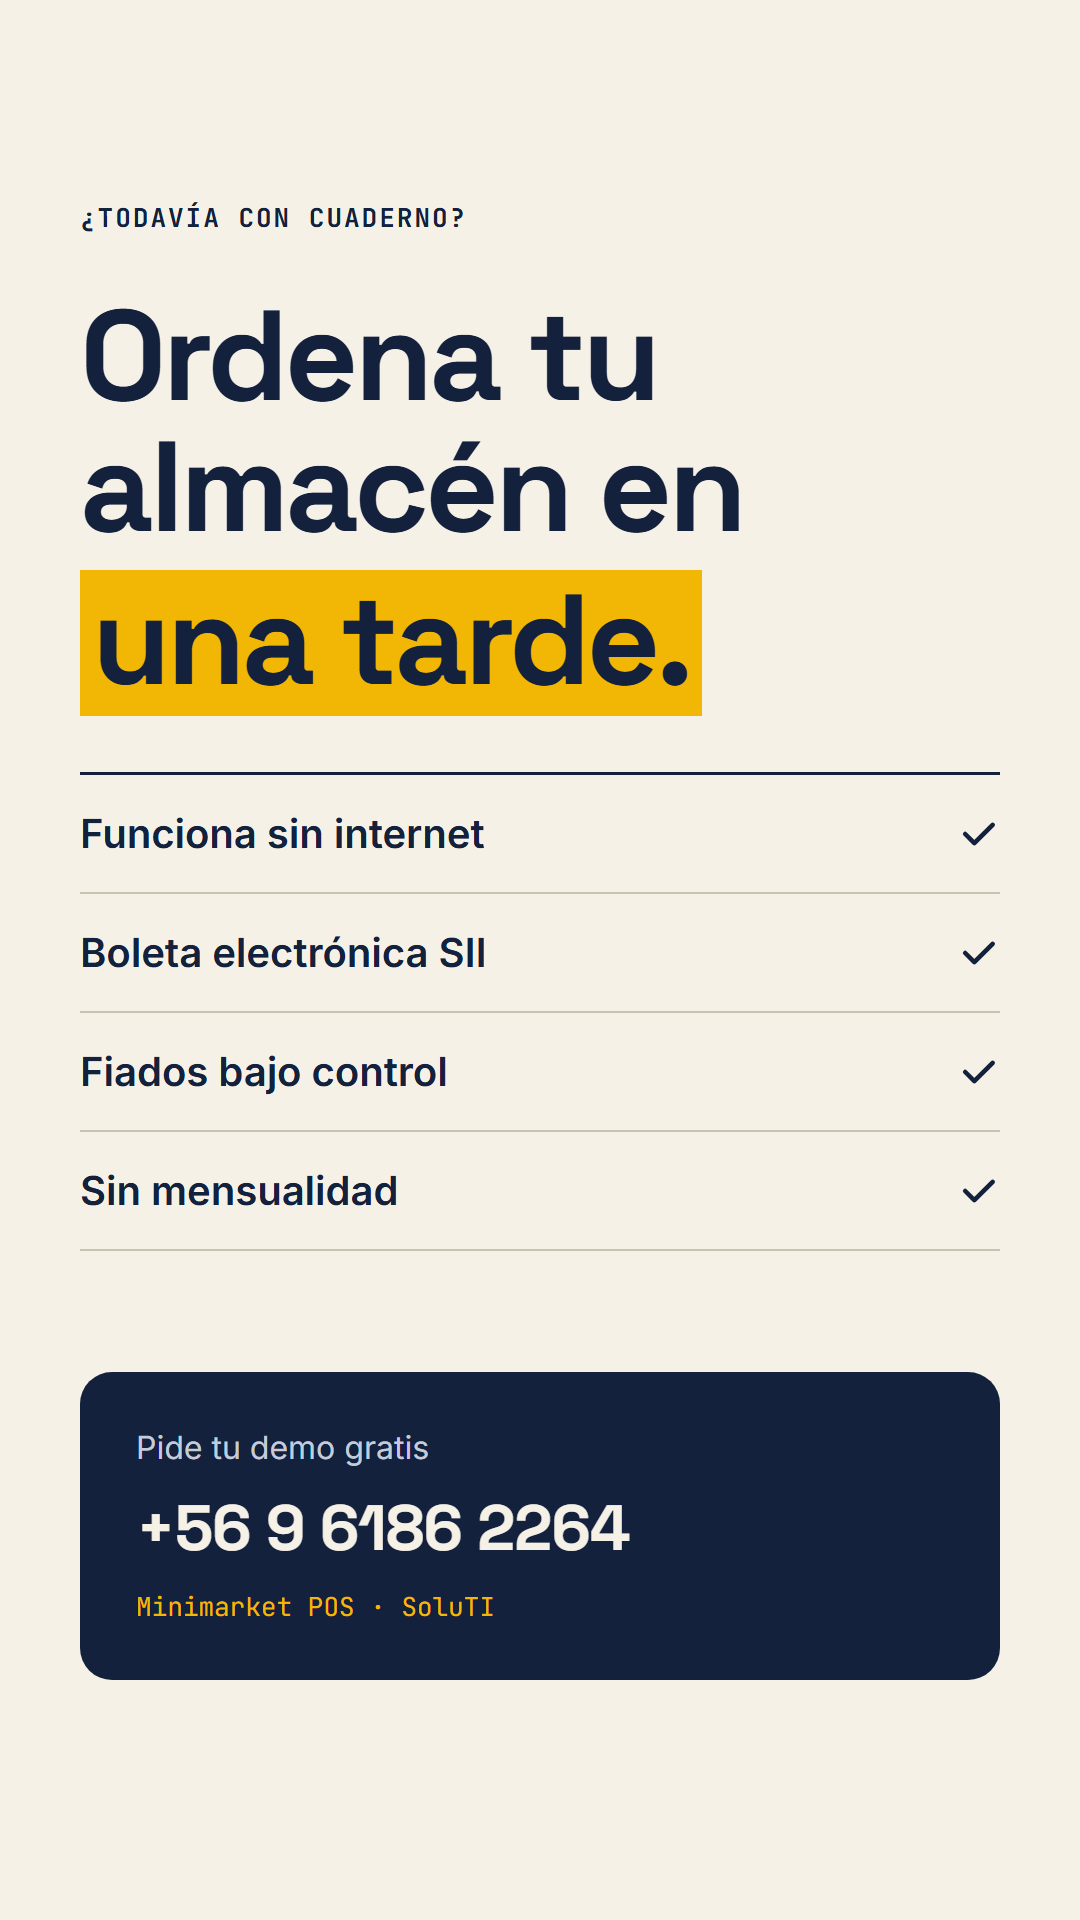 ¿TODAVÍA CON CUADERNO?
Ordena tu
almacén en
una tarde.
Funciona sin internet
Boleta electrónica SII
Fiados bajo control
Sin mensualidad
Pide tu demo gratis
+56 9 6186 2264
Minimarket POS · SoluTI